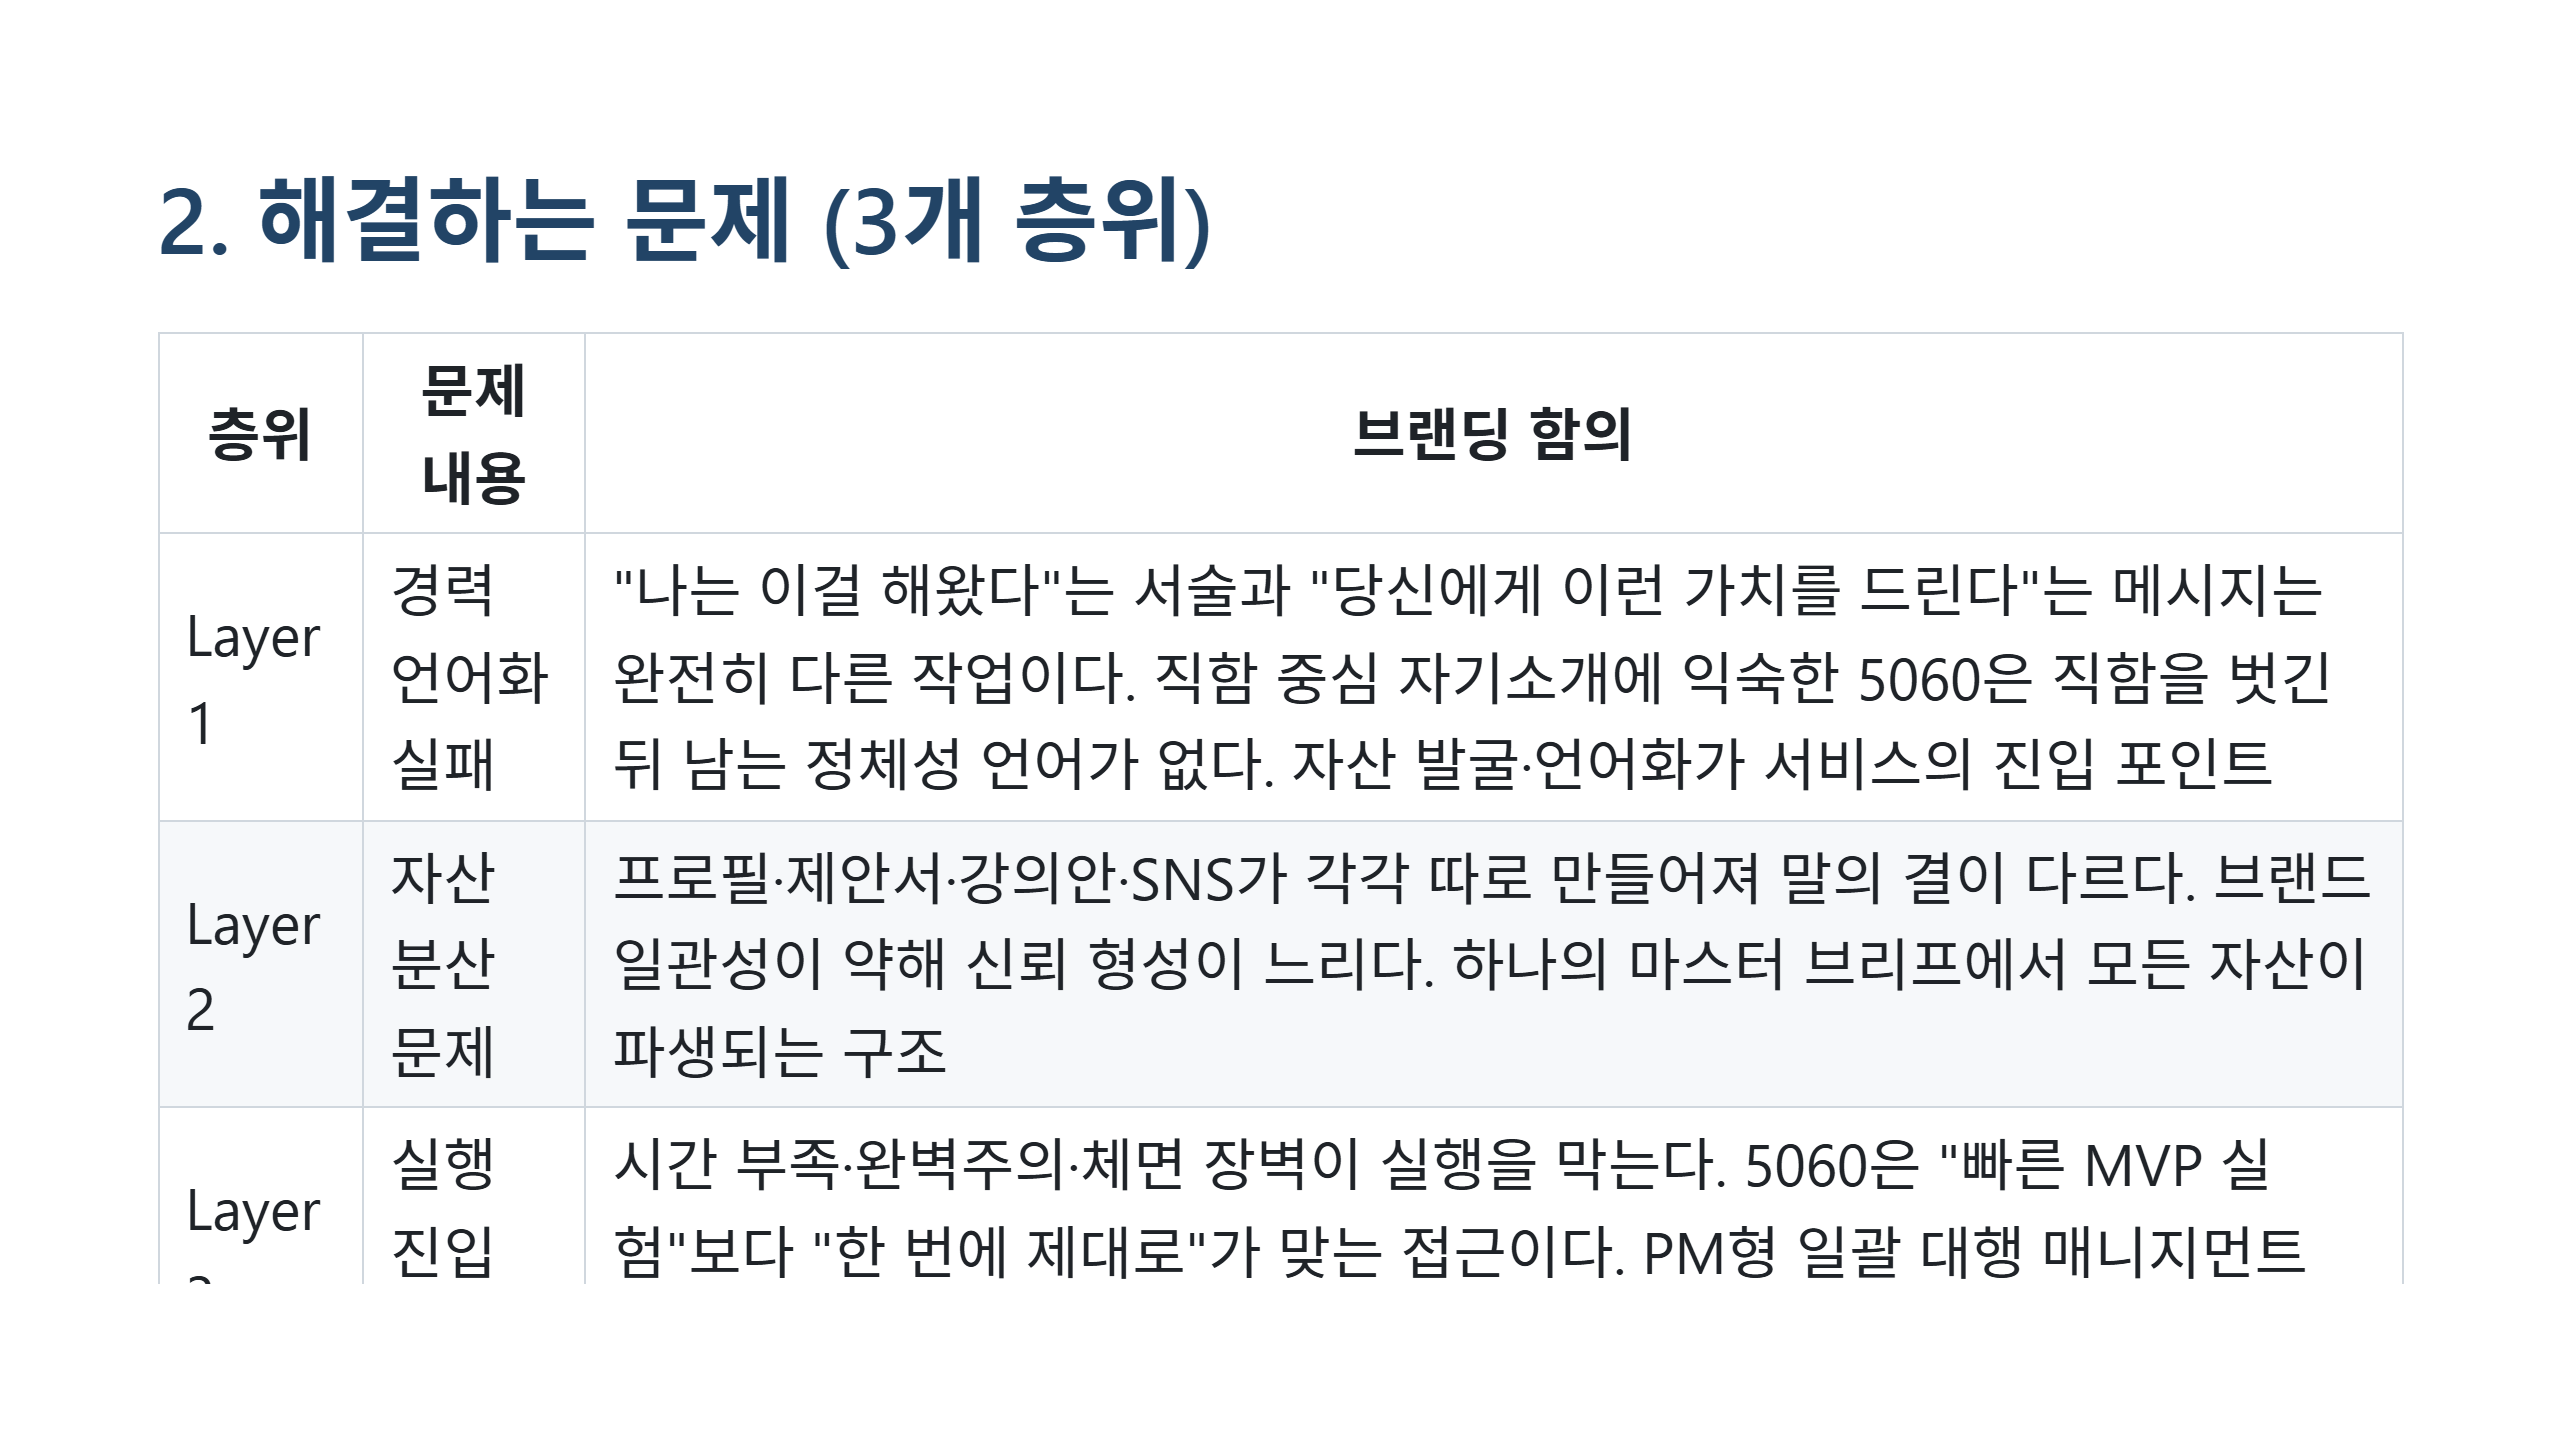 2. 해결하는 문제 (3개 층위)
층위
문제
내용
브랜딩 함의
Layer
1
경력
언어화
실패
"나는 이걸 해왔다"는 서술과 "당신에게 이런 가치를 드린다"는 메시지는
완전히 다른 작업이다. 직함 중심 자기소개에 익숙한 5060은 직함을 벗긴
뒤 남는 정체성 언어가 없다. 자산 발굴·언어화가 서비스의 진입 포인트
Layer
2
자산
분산
문제
프로필·제안서·강의안·SNS가 각각 따로 만들어져 말의 결이 다르다. 브랜드
일관성이 약해 신뢰 형성이 느리다. 하나의 마스터 브리프에서 모든 자산이
파생되는 구조
Layer
실행
진입
시간 부족·완벽주의·체면 장벽이 실행을 막는다. 5060은 "빠른 MVP 실
험"보다 "한 번에 제대로"가 맞는 접근이다. PM형 일괄 대행 매니지먼트